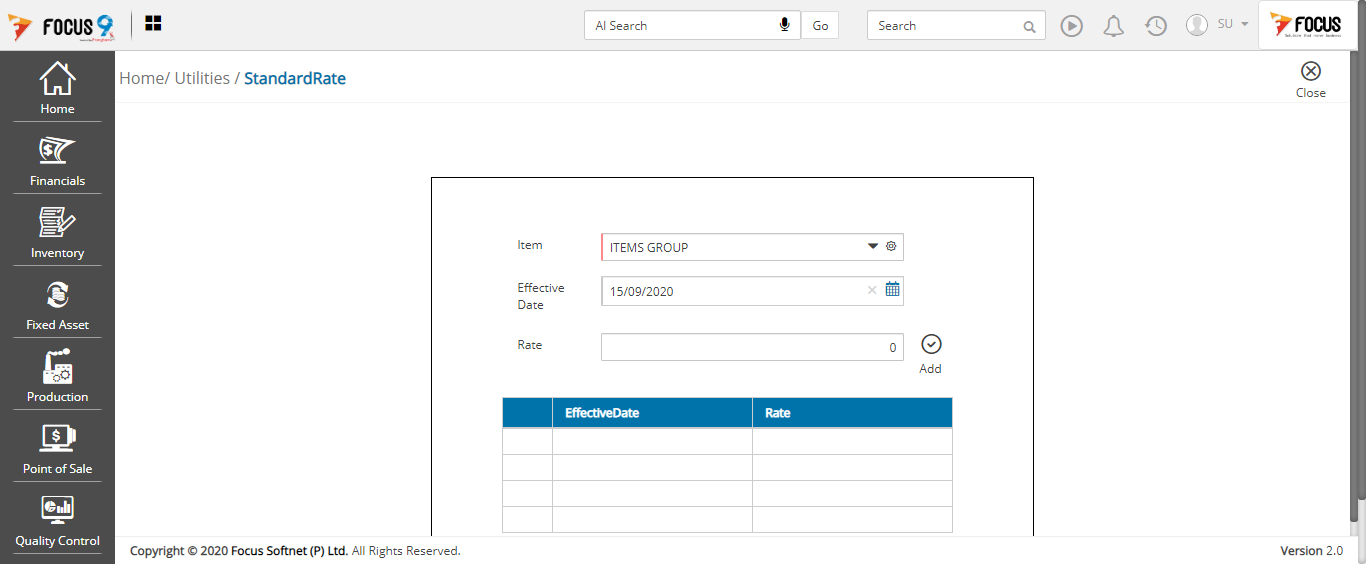 FOCUS 9
AI Search
Go
Search
SU
FOCUS
Home/ Utilities / StandardRate
Close
Home
Financials
Inventory
Fixed Asset
Production
Point of Sale
Quality Control
Item
ITEMS GROUP
Effective
Date
15/09/2020
Rate
0
Add
EffectiveDate
Rate
Copyright © 2020 Focus Softnet (P) Ltd. All Rights Reserved.
Version 2.0